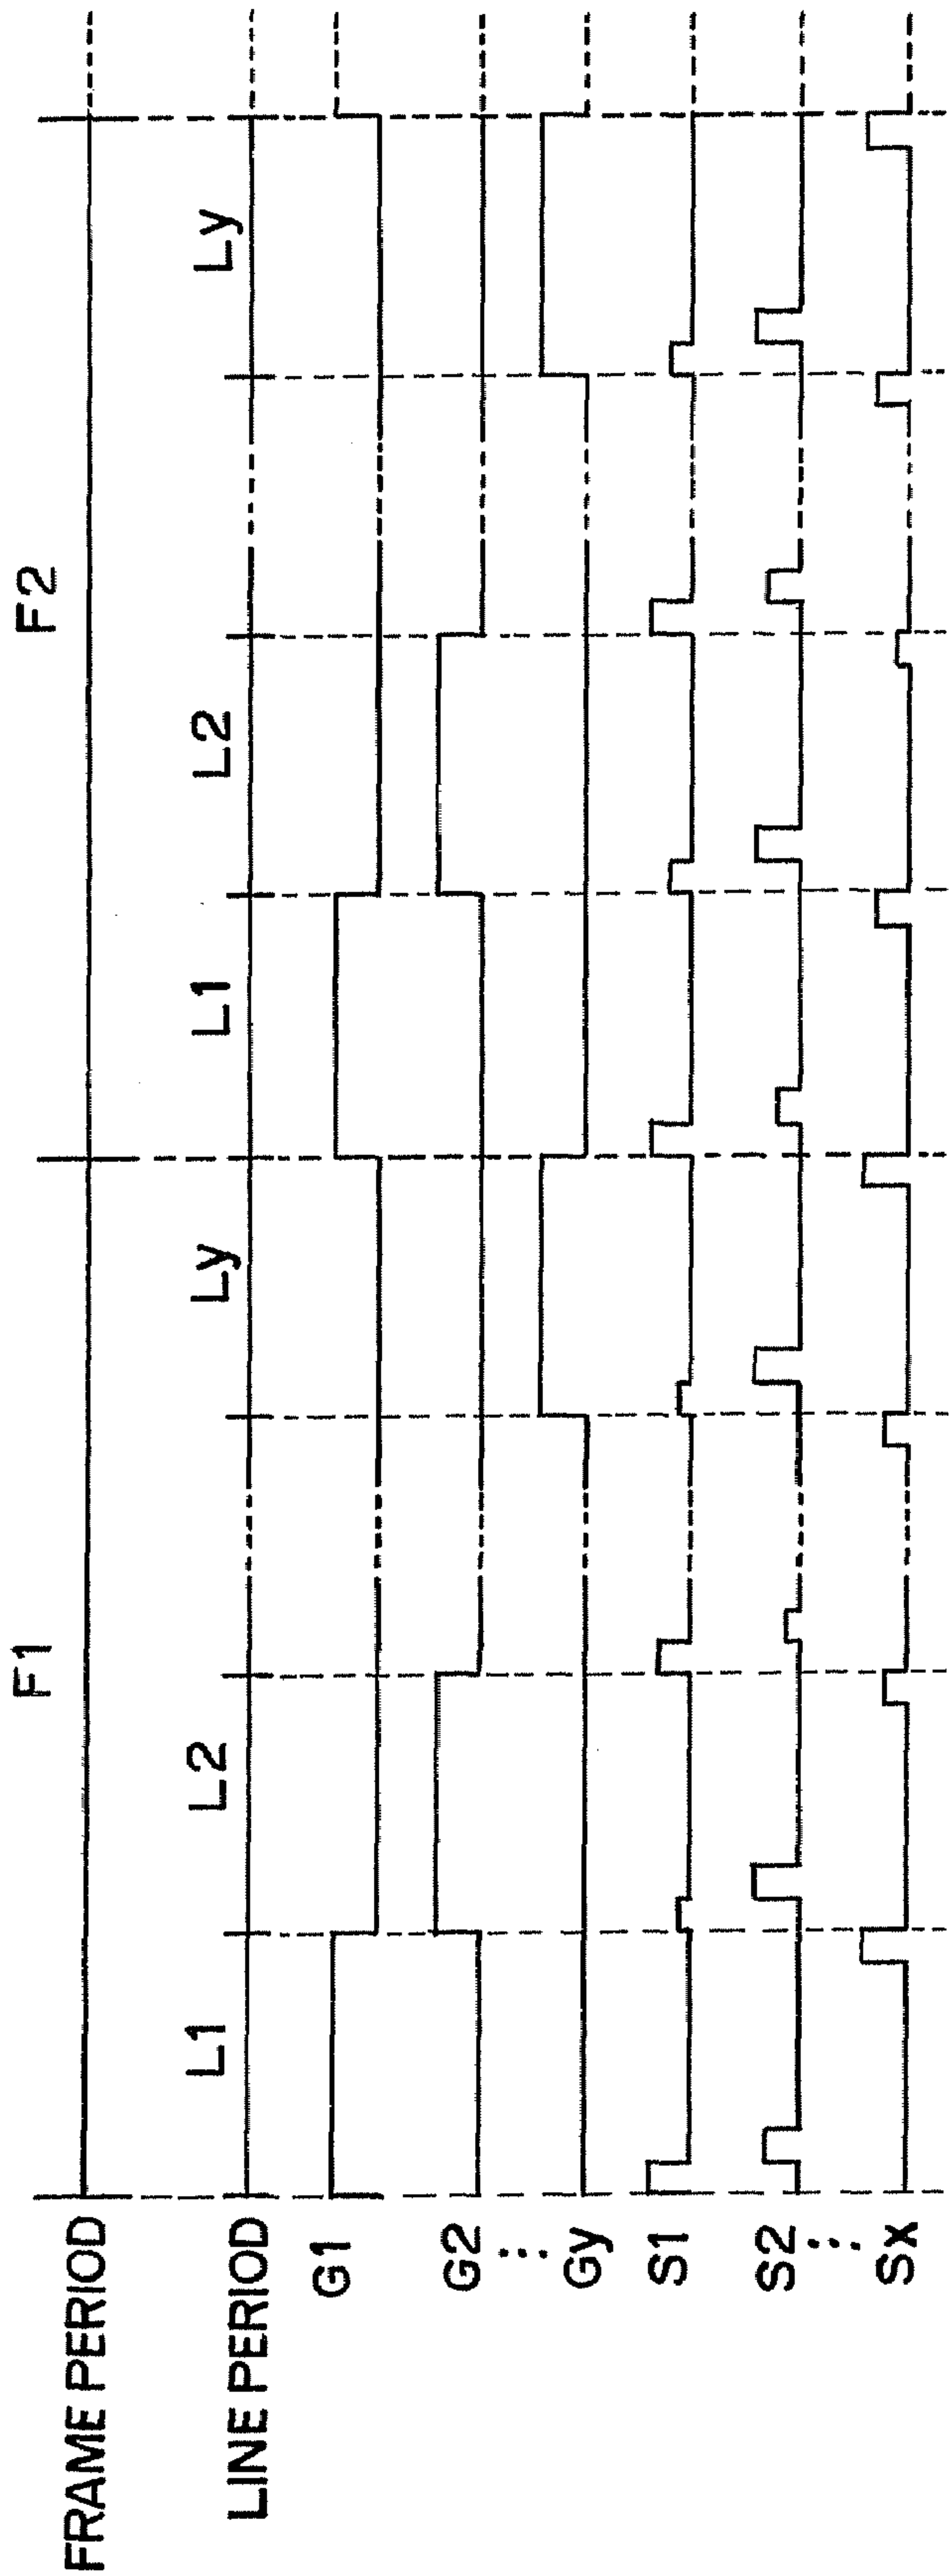 F1 F2
FRAME PERIOD
L1 L2 Ly L1 L2 Ly
LINE PERIOD
G1
G2
Gy
S1
S2
Sx